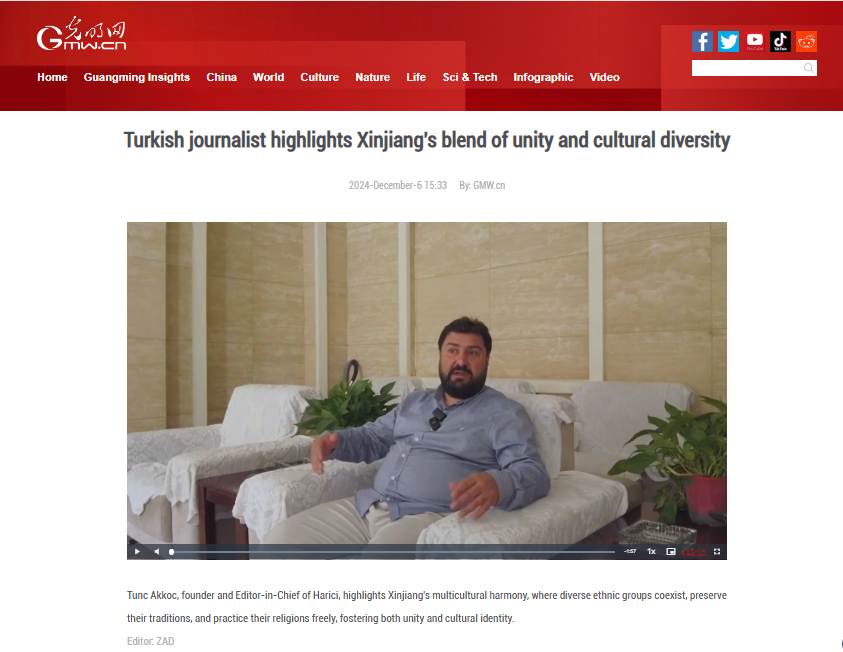 光明网
Gmw.cn
YouTube
TikTok
Home Guangming Insights China World Culture Nature Life Sci & Tech Infographic Video
Turkish journalist highlights Xinjiang's blend of unity and cultural diversity
2024-December-6 15:33 By: GMW.cn
-1:57 1x
Tunc Akkoc, founder and Editor-in-Chief of Harici, highlights Xinjiang's multicultural harmony, where diverse ethnic groups coexist, preserve
their traditions, and practice their religions freely, fostering both unity and cultural identity.
Editor: ZAD